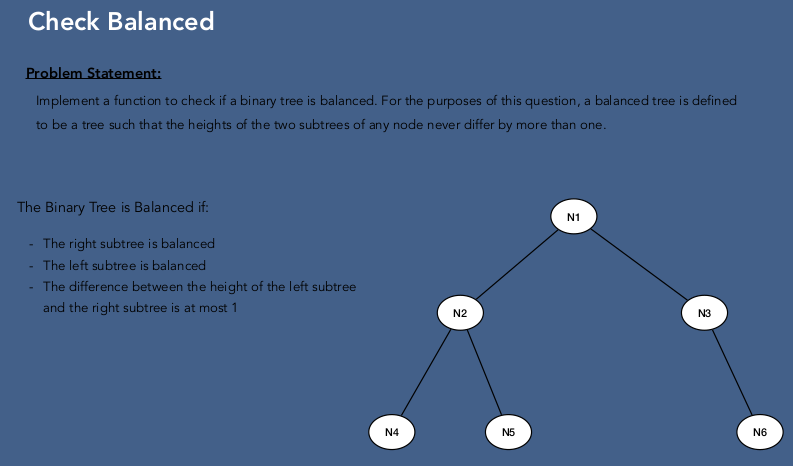 Check Balanced
Problem Statement:
Implement a function to check if a binary tree is balanced. For the purposes of this question, a balanced tree is defined
to be a tree such that the heights of the two subtrees of any node never differ by more than one.
The Binary Tree is Balanced if:
- The right subtree is balanced
- The left subtree is balanced
- The difference between the height of the left subtree
and the right subtree is at most 1
N1
N2
N3
N4
N5
N6